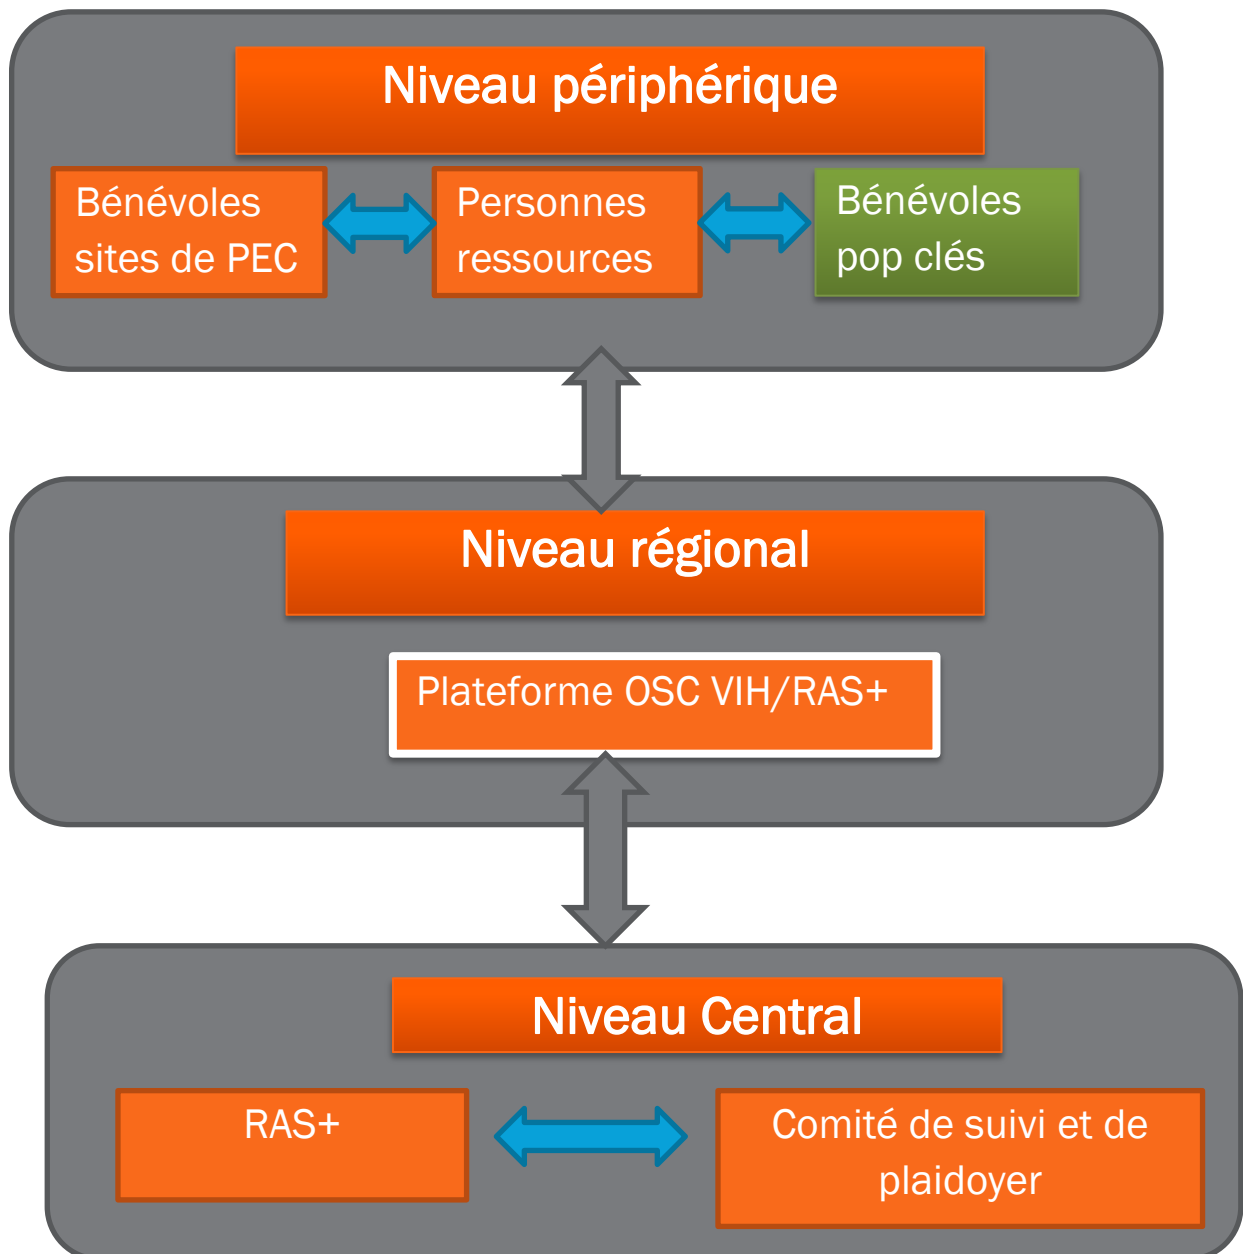 Niveau périphérique
Bénévoles
sites de PEC
Personnes
ressources
Bénévoles
pop clés
Niveau régional
Plateforme OSC VIH/RAS+
Niveau Central
RAS+
Comité de suivi et de
plaidoyer